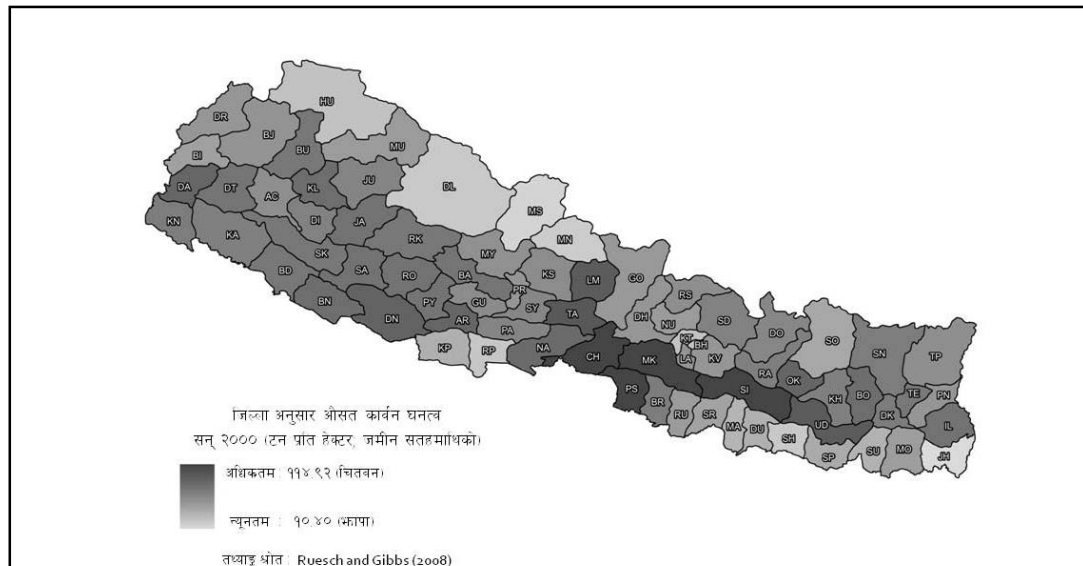 HU
DR
BJ
MU
BU
BI
JU
KL
DA
DT
DL
AC
MS
DI
KN
JA
KA
MN
RK
SK
MY
GO
BD
SA
RO
BA
KS
LM
RS
PR
BN
PY
GU
SY
DH
SD
DN
AR
TA
NU
DO
SO
PA
KT
SN
TP
BH
KP
RP
NA
CH
MK
LA
KV
RA
OK
PS
SI
KH
BO
TE
PN
BR
RU
SR
DK
UD
IL
MA
DU
SH
SP
SU
MO
JH
जिल्ला अनुसार औसत कार्वन घनत्व
सन् २००० (टन प्रति हेक्टर, जमीन सतहमाथिको)
अधिकतम : ११४.९२ (चितवन)
न्यूनतम : १०.४० (झापा)
तथ्याङ्क श्रोत : Ruesch and Gibbs (2008)